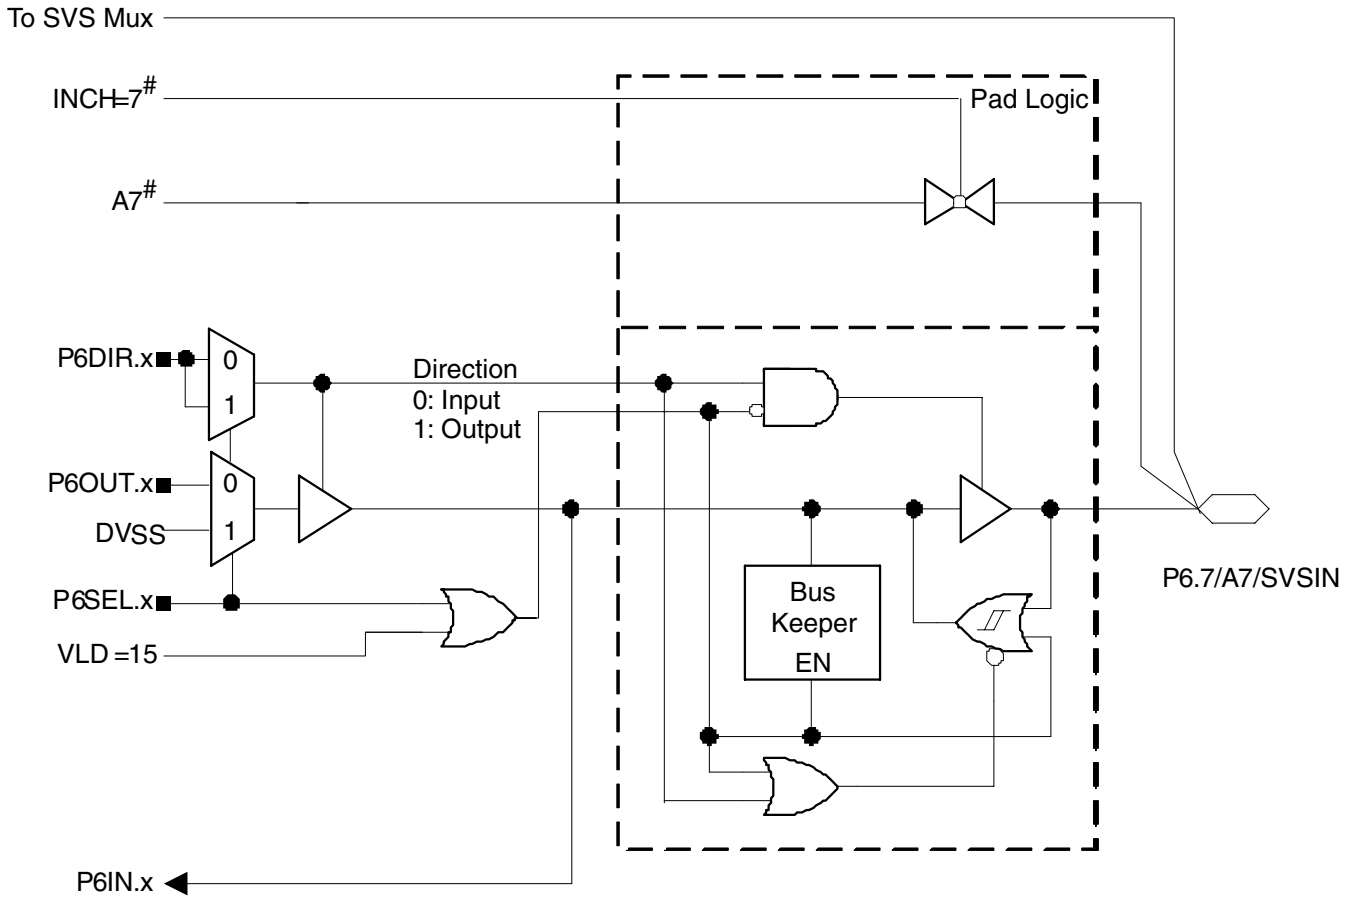 To SVS Mux
INCH=7#
Pad Logic
A7#
P6DIR.x
0
1
Direction
0: Input
1: Output
P6OUT.x
0
DVSS
1
P6SEL.x
VLD =15
Bus
Keeper
EN
P6.7/A7/SVSIN
P6IN.x